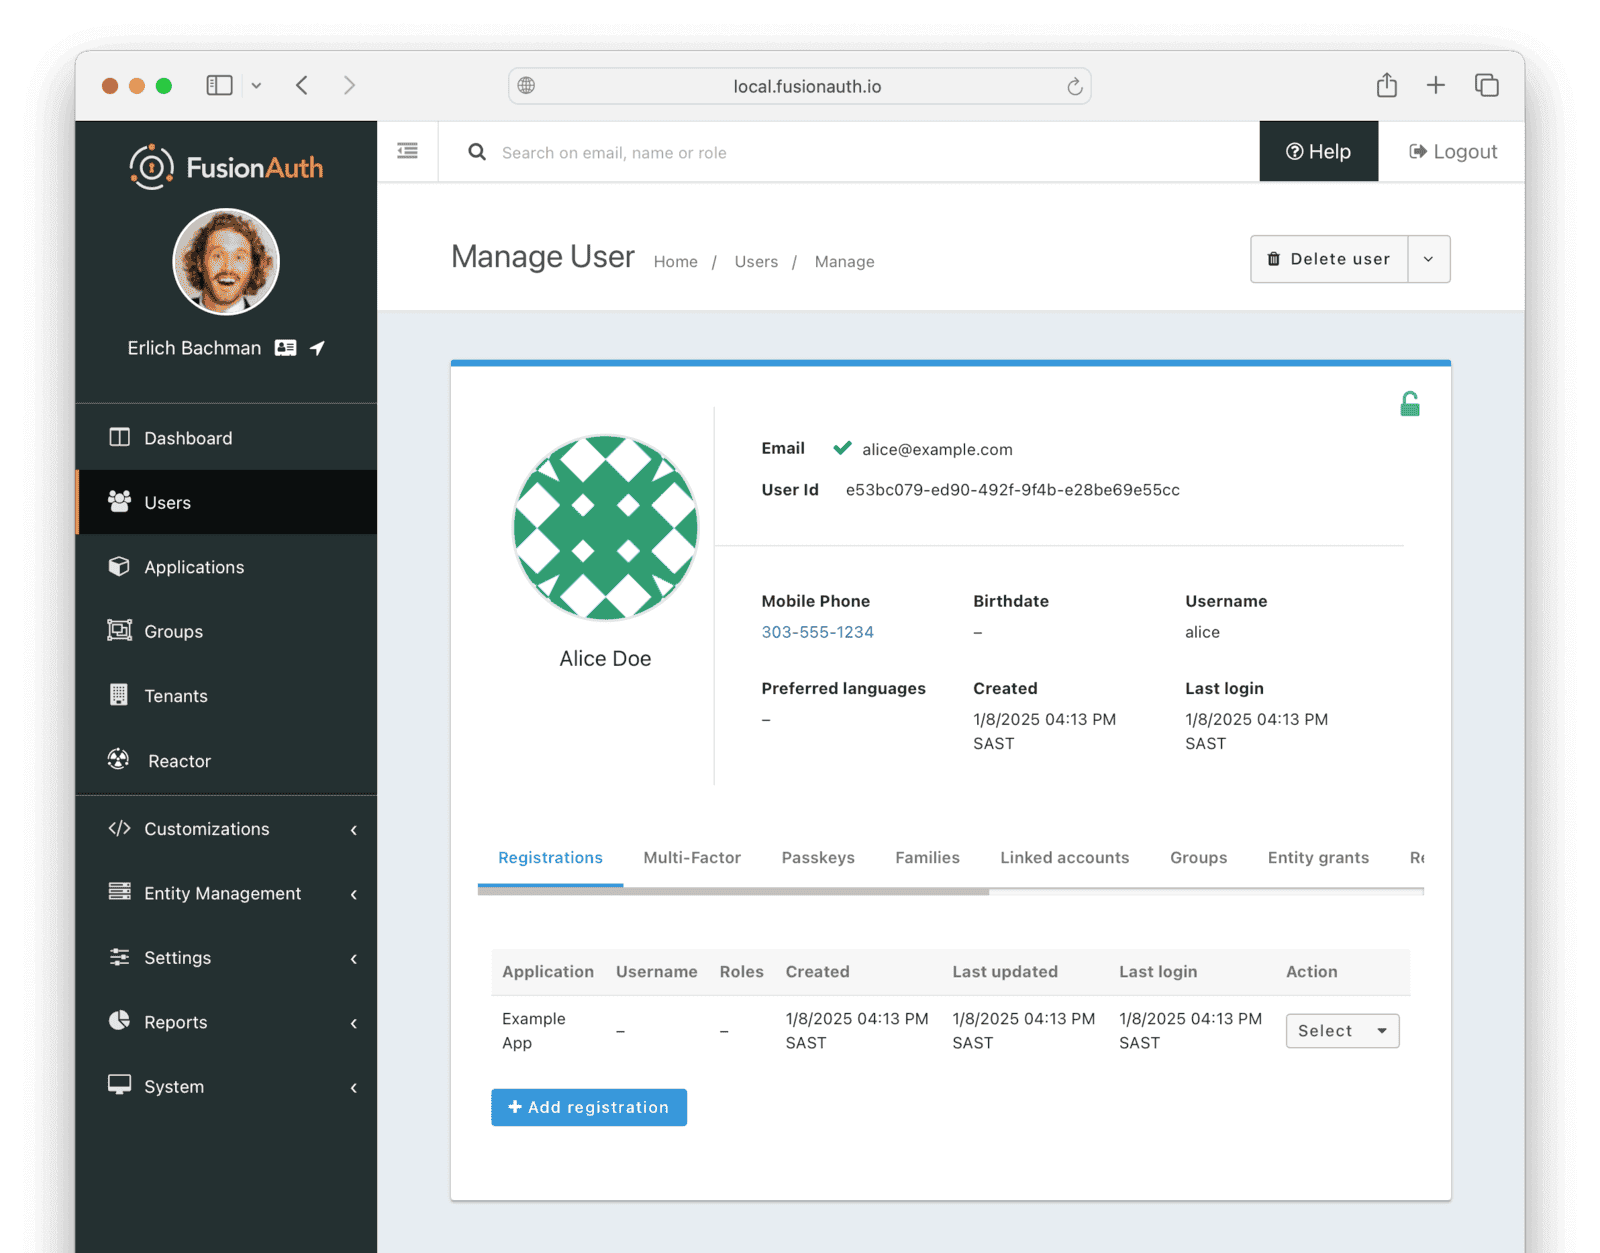 local.fusionauth.io
FusionAuth
Search on email, name or role
Help
Logout
Erlich Bachman
Manage User
Home / Users / Manage
Delete user
Dashboard
Users
Applications
Groups
Tenants
Reactor
Customizations
Entity Management
Settings
Reports
System
Alice Doe
Email alice@example.com
User Id e53bc079-ed90-492f-9f4b-e28be69e55cc
Mobile Phone Birthdate Username
303-555-1234 – alice
Preferred languages Created Last login
– 1/8/2025 04:13 PM 1/8/2025 04:13 PM
SAST SAST
Registrations Multi-Factor Passkeys Families Linked accounts Groups Entity grants
Application Username Roles Created Last updated Last login Action
Example – – 1/8/2025 04:13 PM 1/8/2025 04:13 PM 1/8/2025 04:13 PM Select
App SAST SAST SAST
Add registration